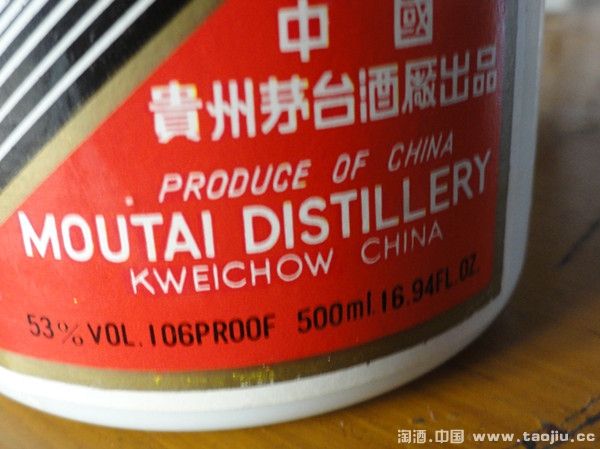 中國
貴州茅台酒厰出品
PRODUCE OF CHINA
MOUTAI DISTILLERY
KWEICHOW CHINA
53%VOL. 106PROOF 500ml. 16.94FL.OZ.
淘酒.中国 www.taojiu.cc